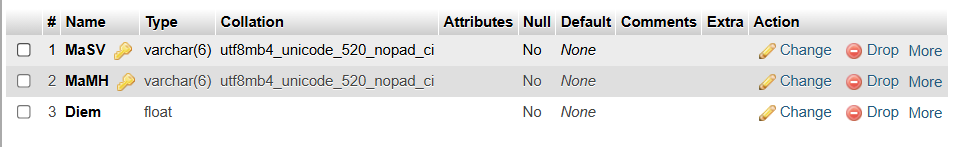 # Name Type Collation Attributes Null Default Comments Extra Action
1 MaSV varchar(6) utf8mb4_unicode_520_nopad_ci No None Change Drop More
2 MaMH varchar(6) utf8mb4_unicode_520_nopad_ci No None Change Drop More
3 Diem float No None Change Drop More